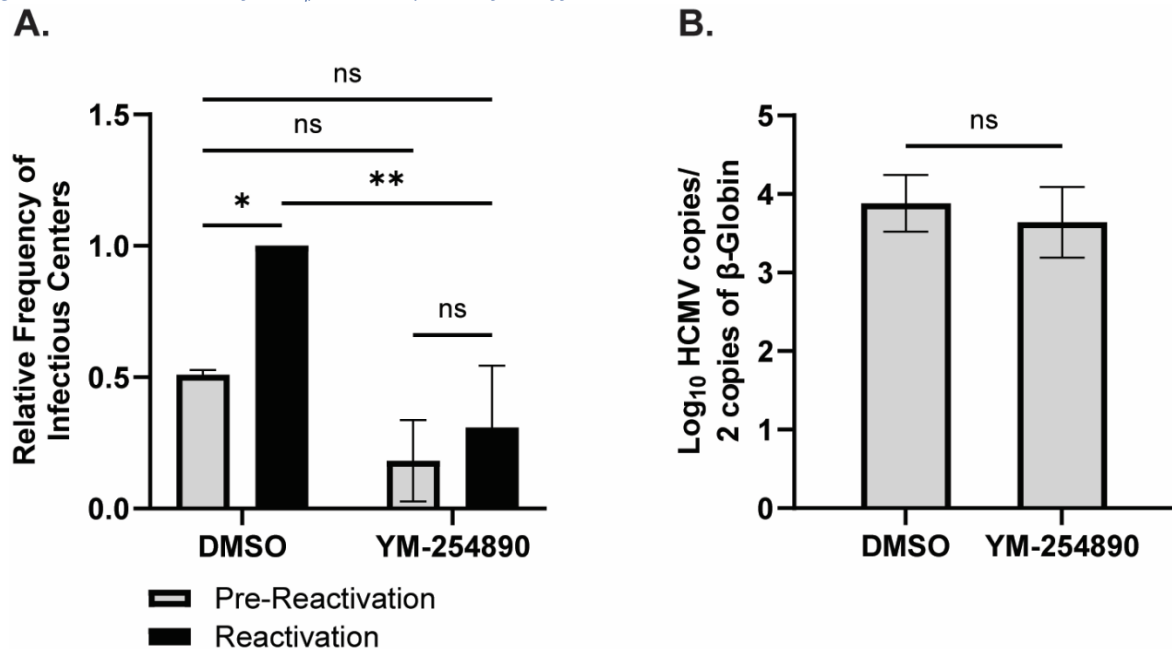 A.
ns
ns
**
*
ns
1.5
1.0
0.5
0.0
Relative Frequency of
Infectious Centers
DMSO
YM-254890
Pre-Reactivation
Reactivation
B.
ns
5
4
3
2
1
0
Log₁₀ HCMV copies/
2 copies of β-Globin
DMSO
YM-254890